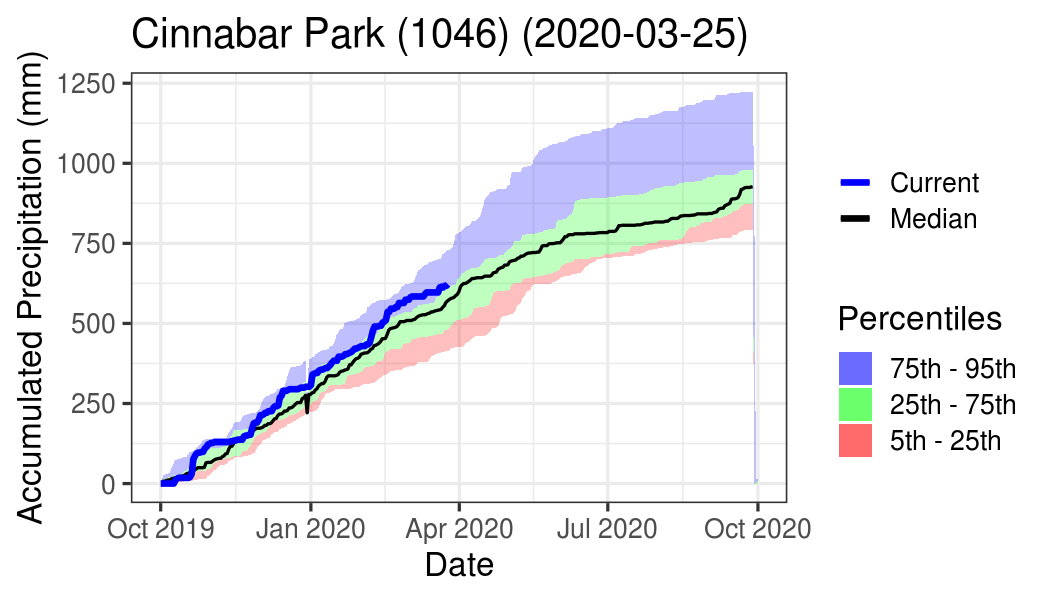 Cinnabar Park (1046) (2020-03-25)
Accumulated Precipitation (mm)
1250
1000
750
500
250
0
Oct 2019
Jan 2020
Apr 2020
Jul 2020
Oct 2020
Date
Current
Median
Percentiles
75th - 95th
25th - 75th
5th - 25th